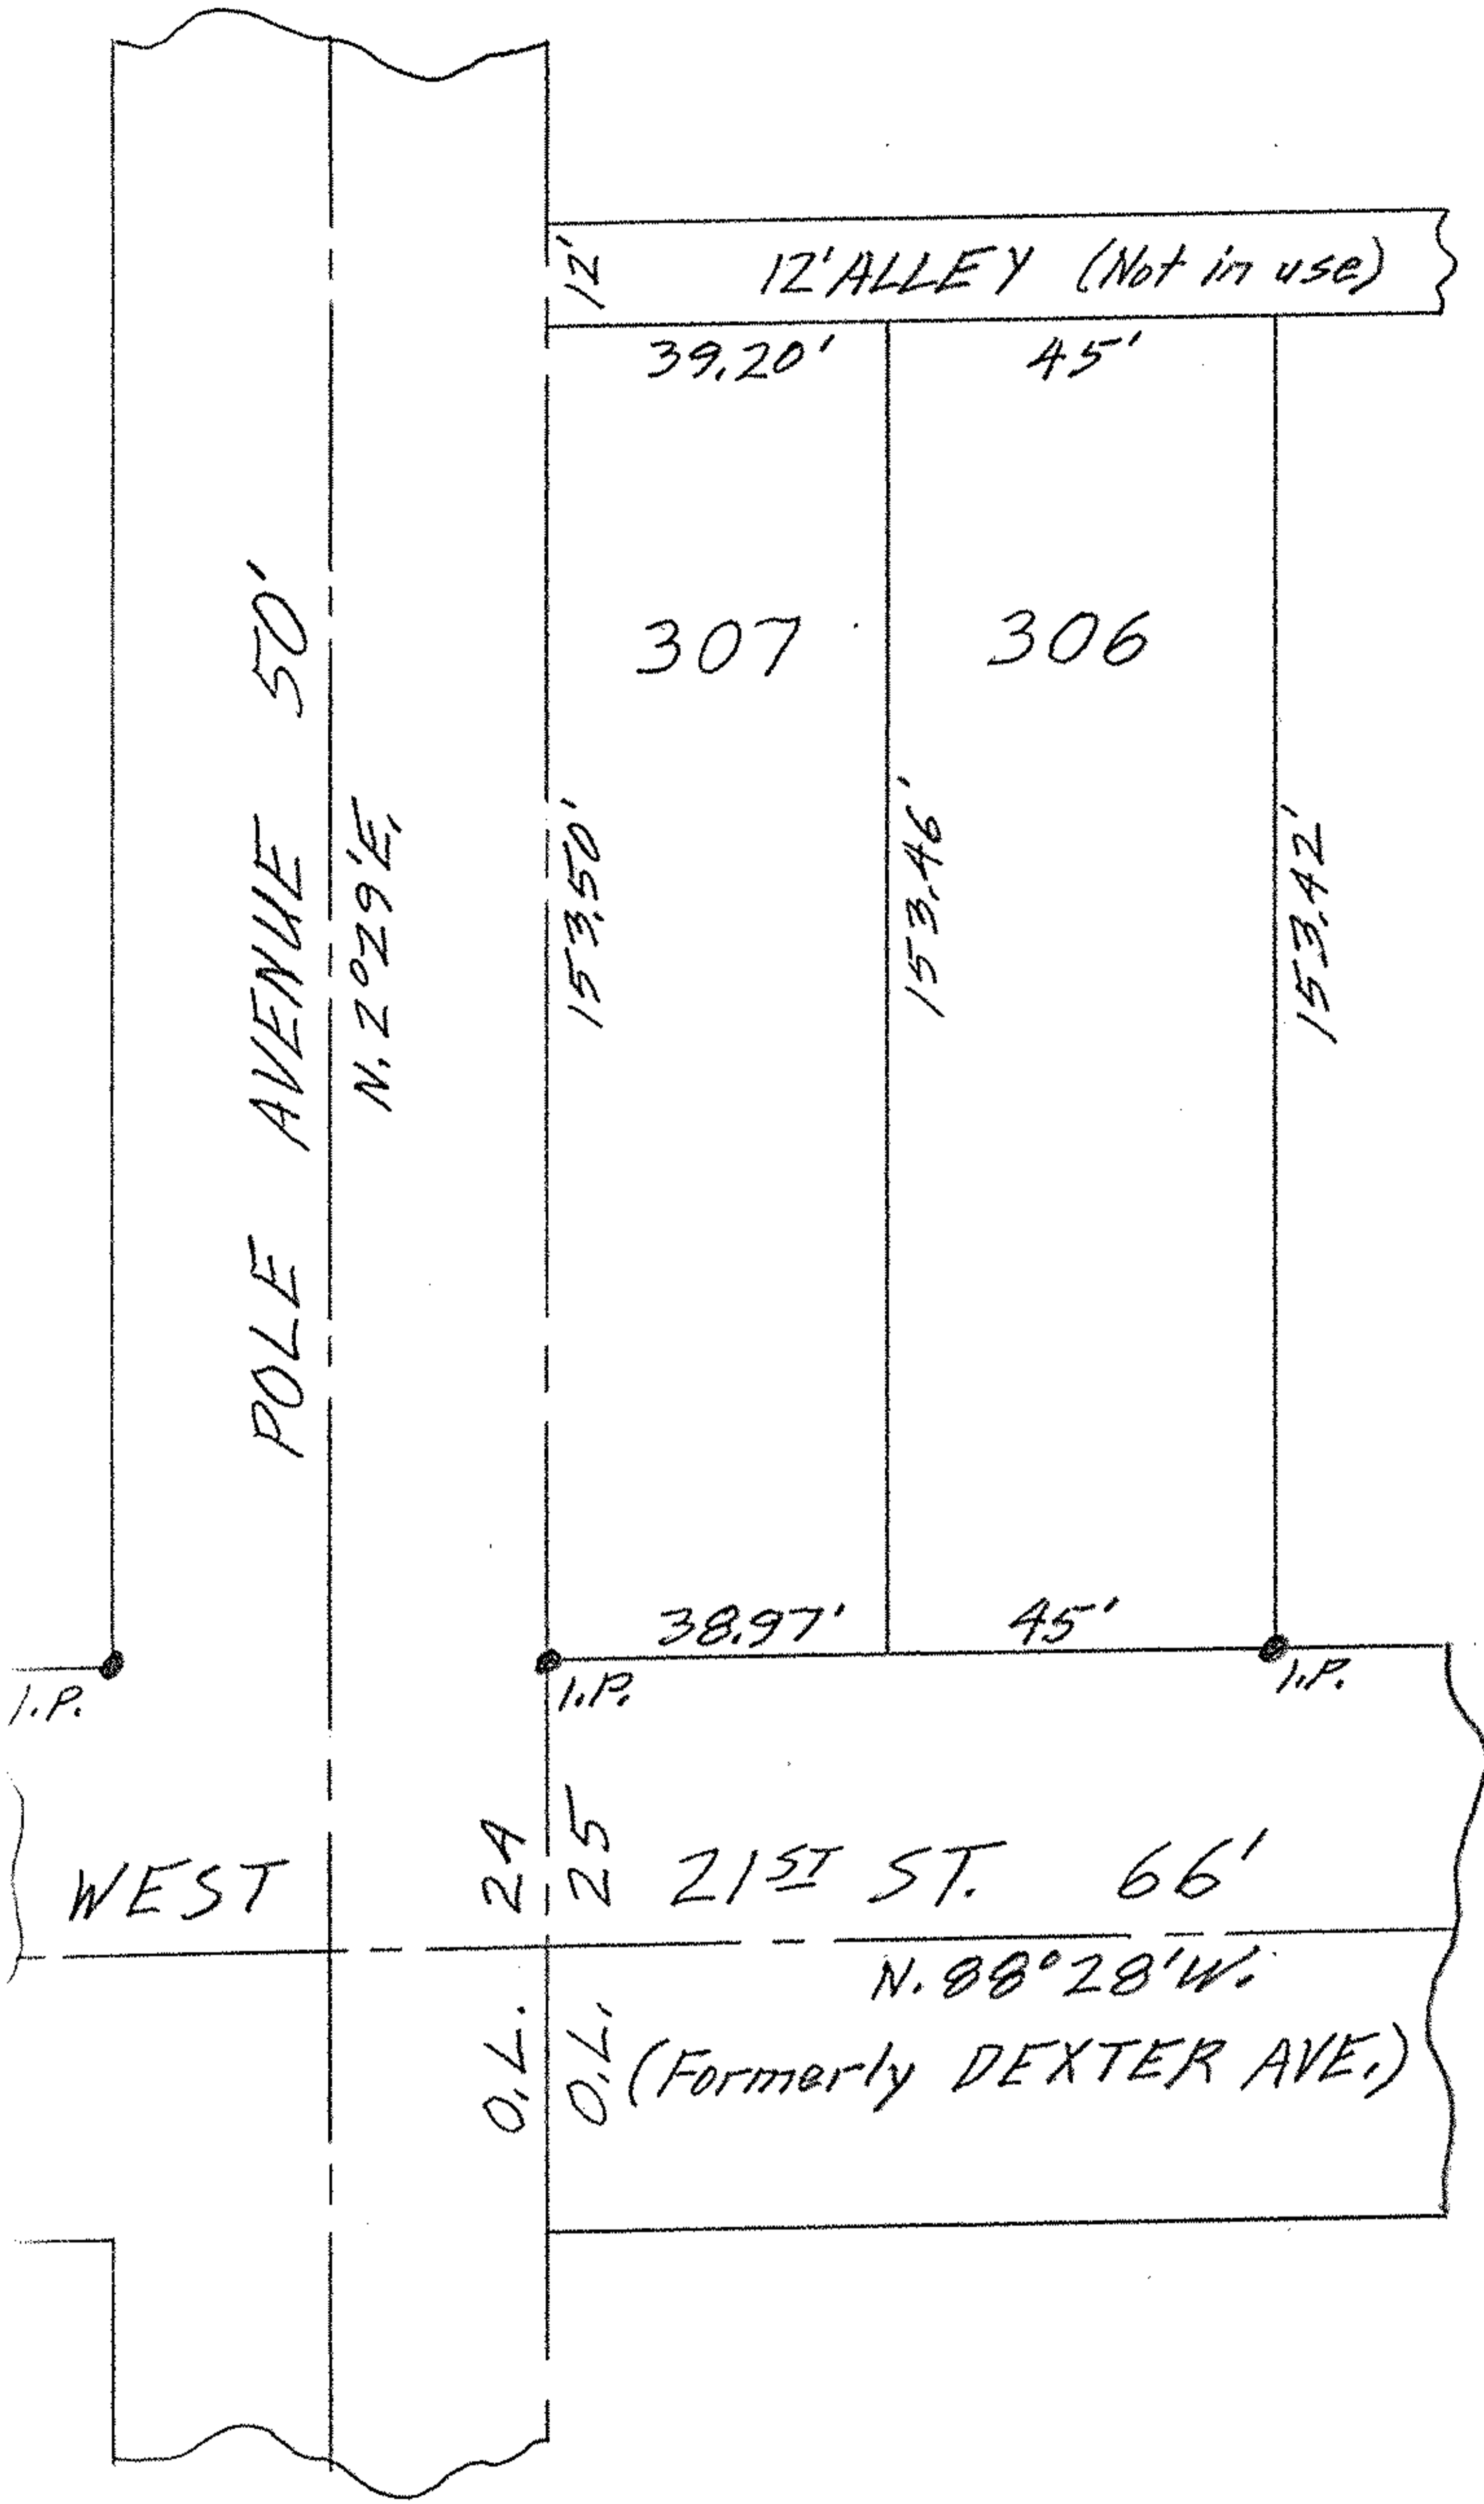 12'
12' ALLEY (Not in use)
39.20'
45'
307
306
POLE AVENUE 50'
N. 2°29'E.
153.50'
153.46'
153.42'
38.97'
45'
I.P.
I.P.
I.P.
WEST 21ST ST. 66'
N. 88°28'W.
(Formerly DEXTER AVE.)
O.L. 24
O.L. 25